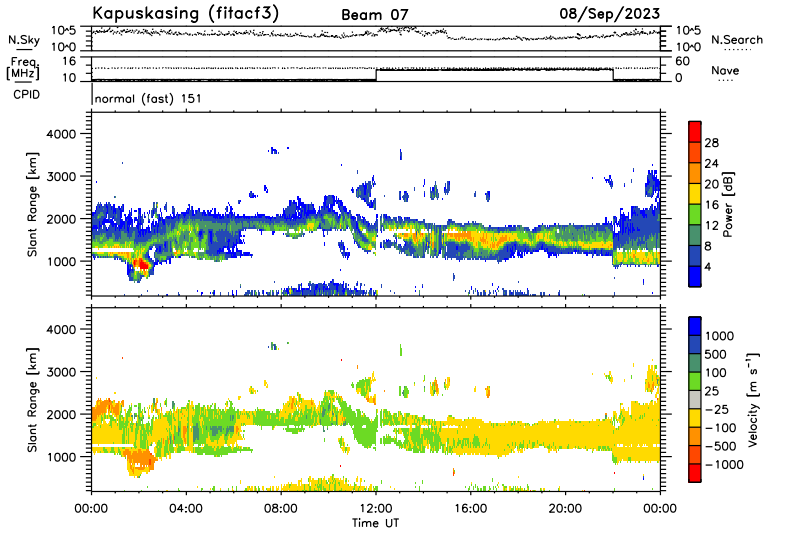 Kapuskasing (fitacf3) Beam 07 08/Sep/2023
N.Sky 10^5 10^0 10^5 10^0 N.Search
Freq. [MHz] 16 10 60 0 Nave
CPID normal (fast) 151
Slant Range [km] 4000 3000 2000 1000
Power [dB] 28 24 20 16 12 8 4
Slant Range [km] 4000 3000 2000 1000
Velocity [m s^-1] 1000 500 100 25 -25 -100 -500 -1000
00:00 04:00 08:00 12:00 16:00 20:00 00:00
Time UT